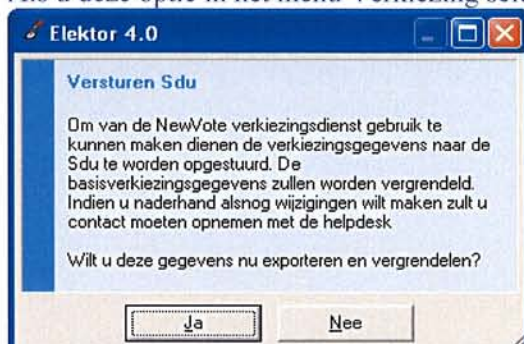 Elektor 4.0
Versturen Sdu
Om van de NewVote verkiezingsdienst gebruik te
kunnen maken dienen de verkiezingsgegevens naar de
Sdu te worden opgestuurd. De
basisverkiezingsgegevens zullen worden vergrendeld.
Indien u naderhand alsnog wijzigingen wilt maken zult u
contact moeten opnemen met de helpdesk
Wilt u deze gegevens nu exporteren en vergrendelen?
Ja
Nee